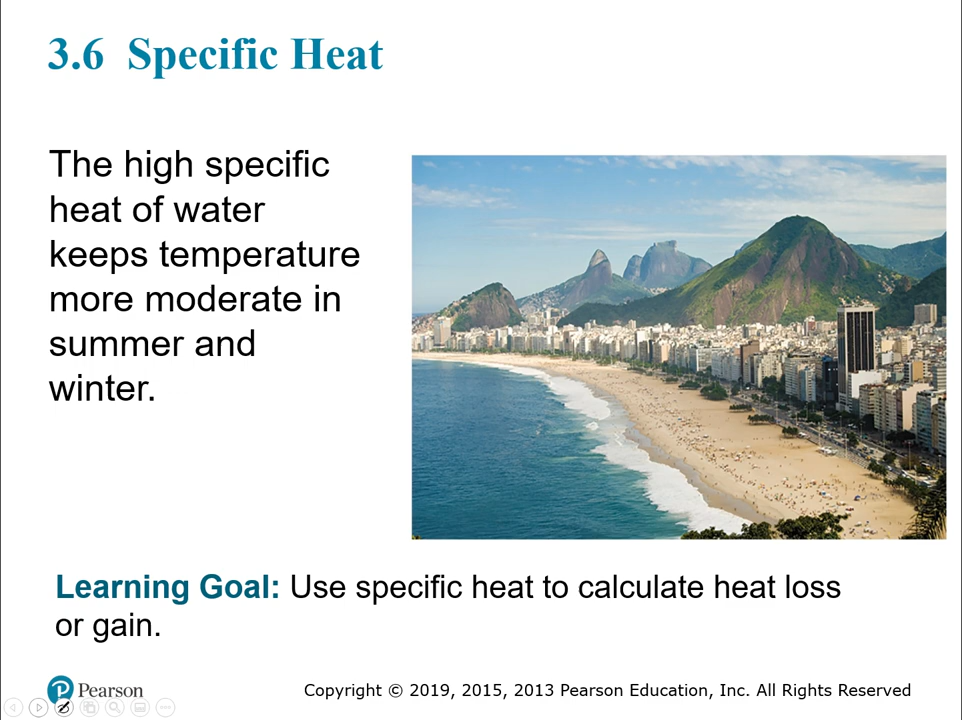 3.6 Specific Heat
The high specific
heat of water
keeps temperature
more moderate in
summer and
winter.
Learning Goal: Use specific heat to calculate heat loss
or gain.
Pearson
Copyright © 2019, 2015, 2013 Pearson Education, Inc. All Rights Reserved